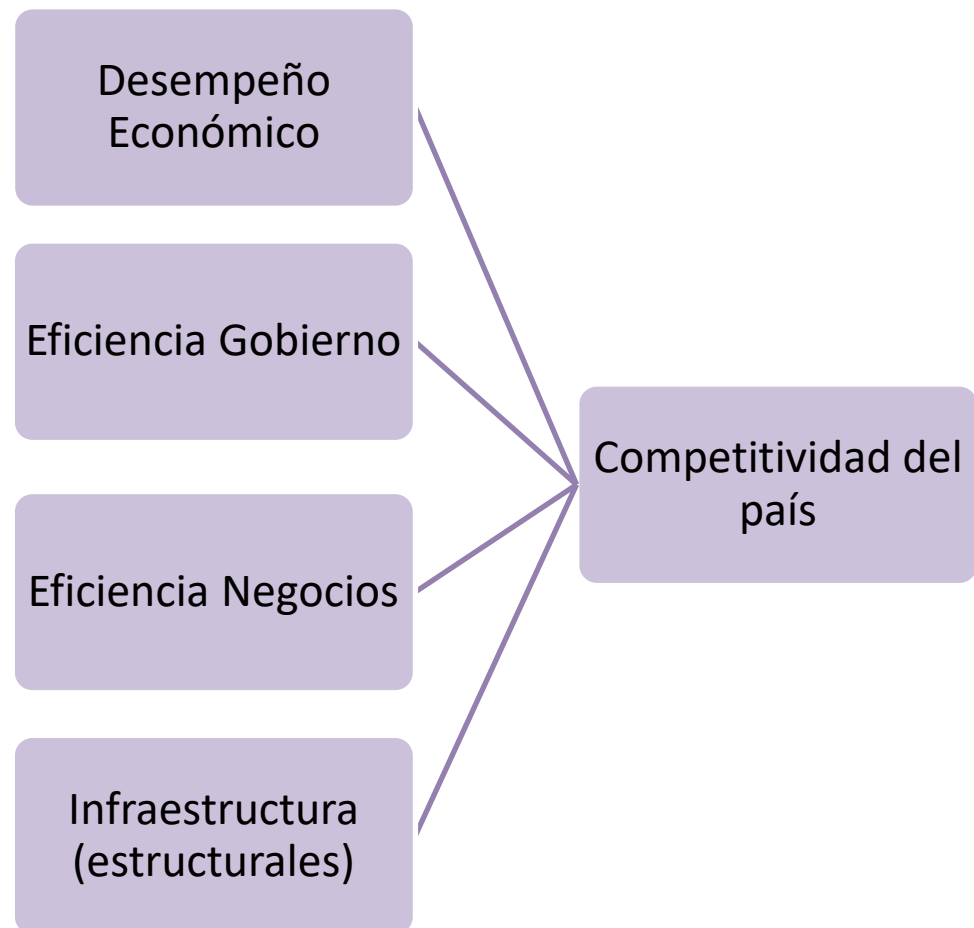 Desempeño
Económico
Eficiencia Gobierno
Eficiencia Negocios
Infraestructura
(estructurales)
Competitividad del
país